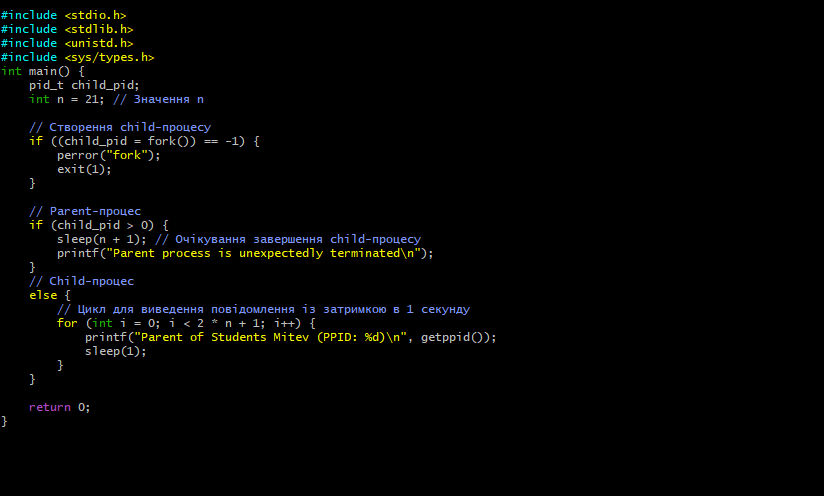 #include <stdio.h>
#include <stdlib.h>
#include <unistd.h>
#include <sys/types.h>
int main() {
    pid_t child_pid;
    int n = 21; // Значення n

    // Створення child-процесу
    if ((child_pid = fork()) == -1) {
        perror("fork");
        exit(1);
    }

    // Parent-процес
    if (child_pid > 0) {
        sleep(n + 1); // Очікування завершення child-процесу
        printf("Parent process is unexpectedly terminated\n");
    }
    // Child-процес
    else {
        // Цикл для виведення повідомлення із затримкою в 1 секунду
        for (int i = 0; i < 2 * n + 1; i++) {
            printf("Parent of Students Mitev (PPID: %d)\n", getppid());
            sleep(1);
        }
    }

    return 0;
}